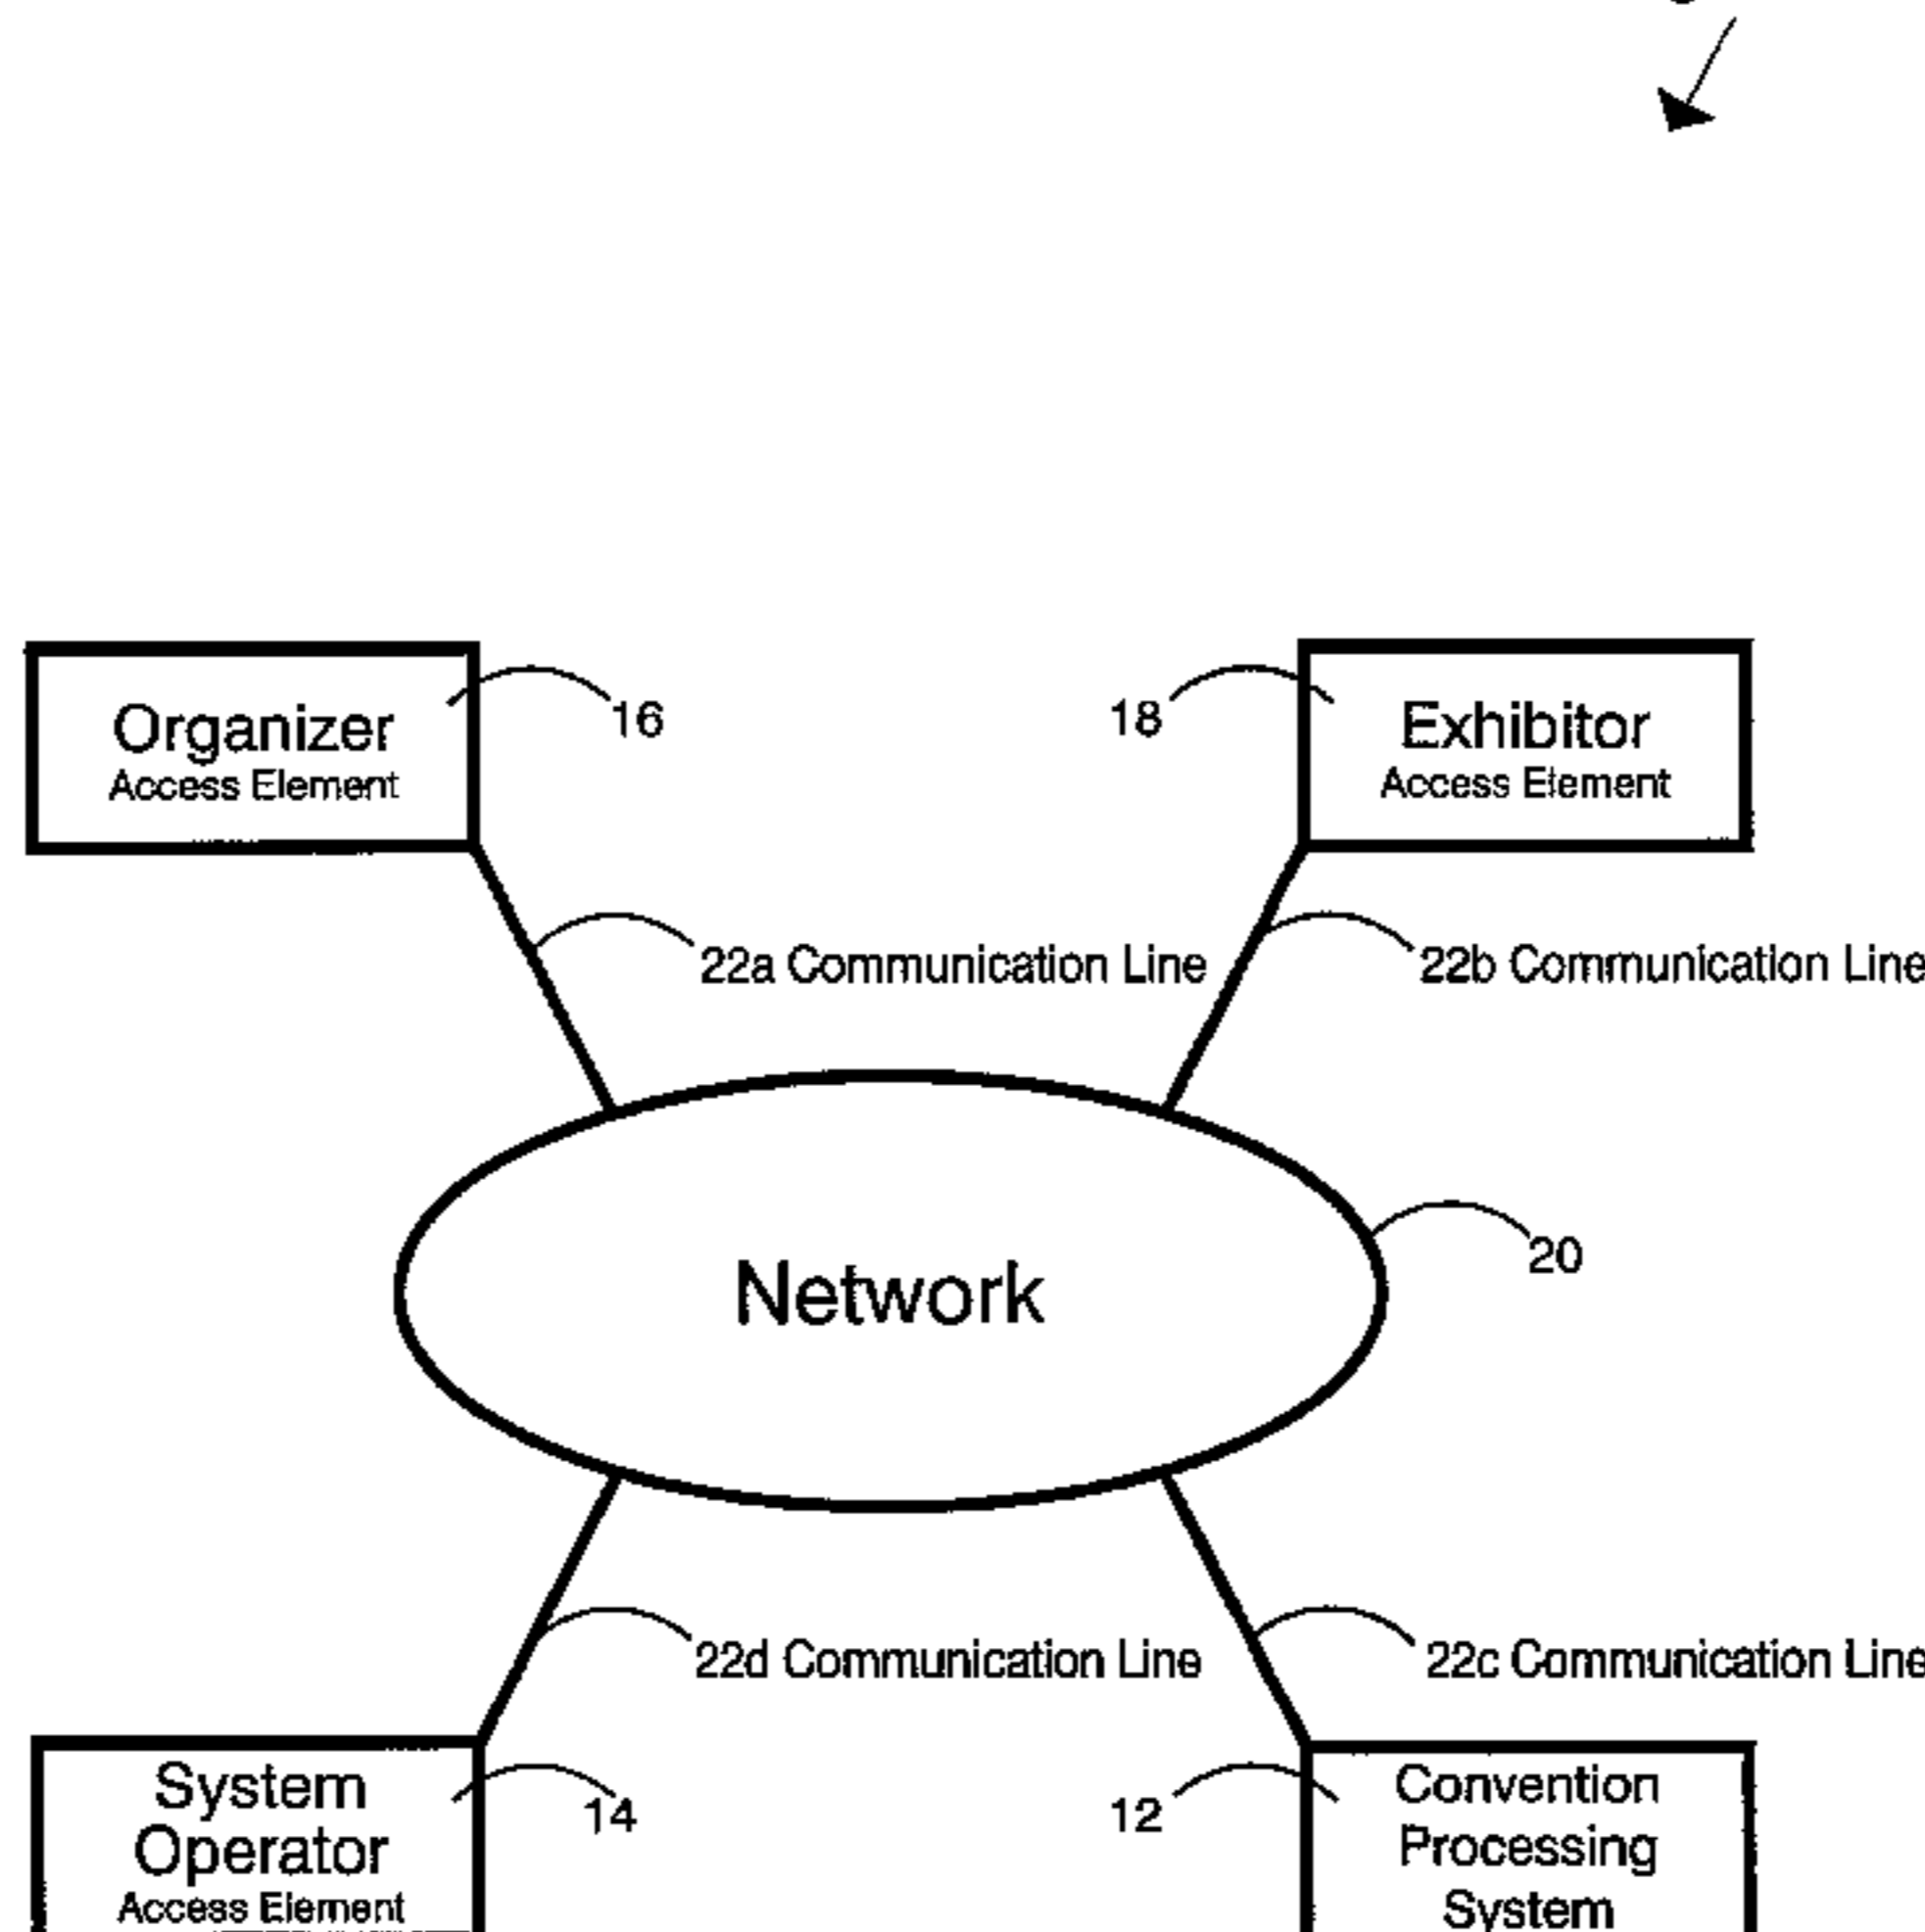 Organizer
Access Element
16
18
Exhibitor
Access Element
22a Communication Line
22b Communication Line
Network
20
22d Communication Line
22c Communication Line
System
Operator
Access Element
14
12
Convention
Processing
System